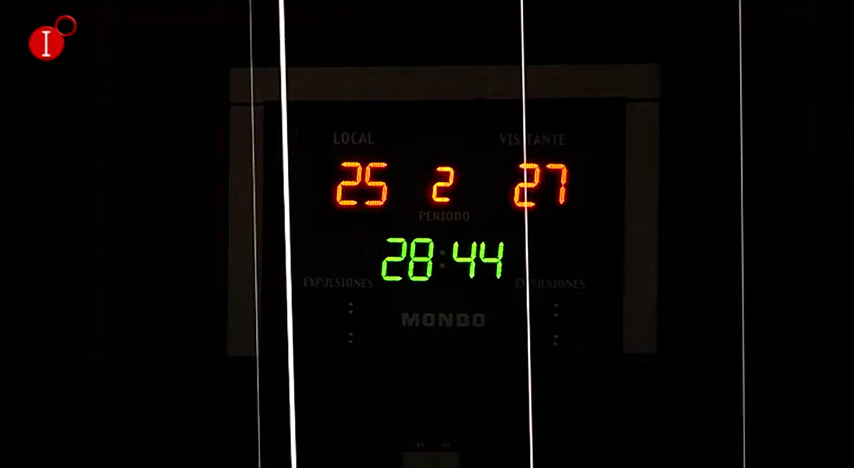 I
LOCAL VISITANTE
25 2 27
PERIODO
28:44
EXPULSIONES EXPULSIONES
: :
: :
MONDO